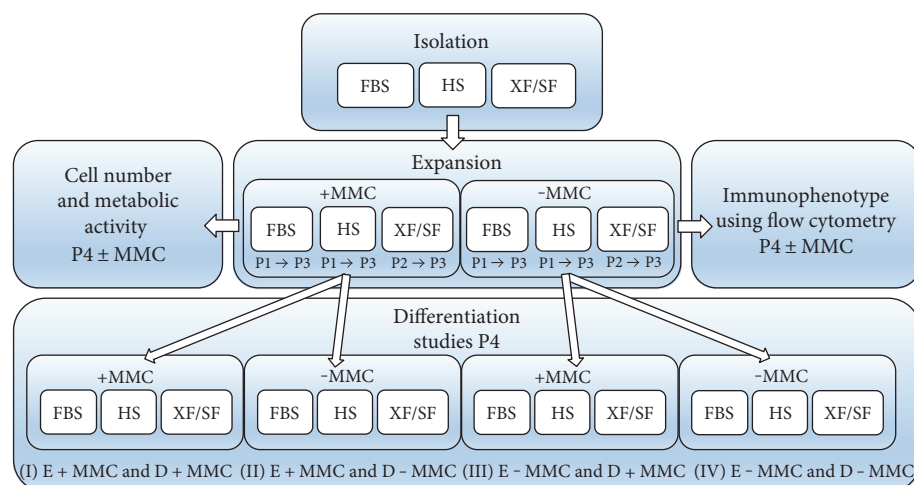 Isolation
FBS HS XF/SF
Cell number
and metabolic
activity
P4 ± MMC
Expansion
+MMC -MMC
FBS HS XF/SF FBS HS XF/SF
P1 → P3 P1 → P3 P2 → P3 P1 → P3 P1 → P3 P2 → P3
Immunophenotype
using flow cytometry
P4 ± MMC
Differentiation
studies P4
+MMC -MMC +MMC -MMC
FBS HS XF/SF FBS HS XF/SF FBS HS XF/SF FBS HS XF/SF
(I) E + MMC and D + MMC (II) E + MMC and D - MMC (III) E - MMC and D + MMC (IV) E - MMC and D - MMC